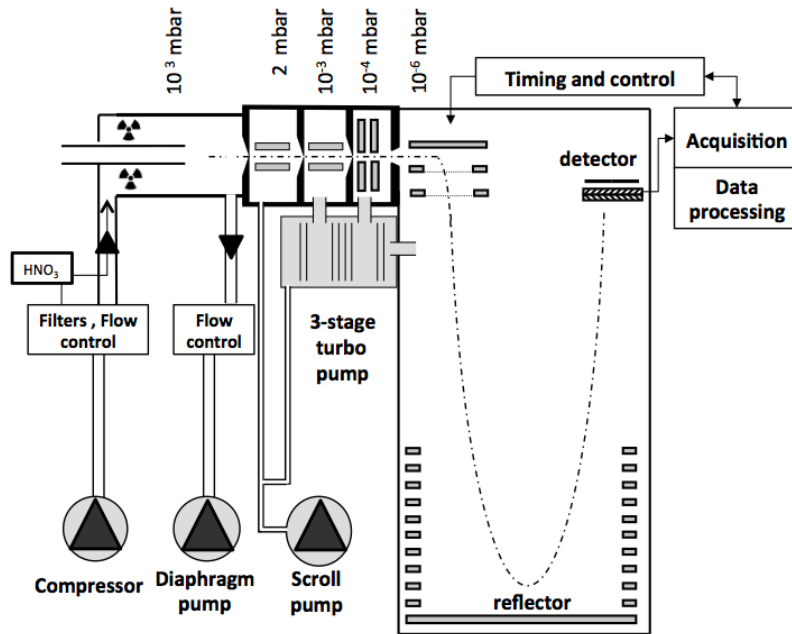 10³ mbar
2 mbar
10⁻³ mbar
10⁻⁴ mbar
10⁻⁶ mbar
Timing and control
Acquisition
Data
processing
detector
HNO₃
Filters , Flow
control
Flow
control
3-stage
turbo
pump
Compressor
Diaphragm
pump
Scroll
pump
reflector